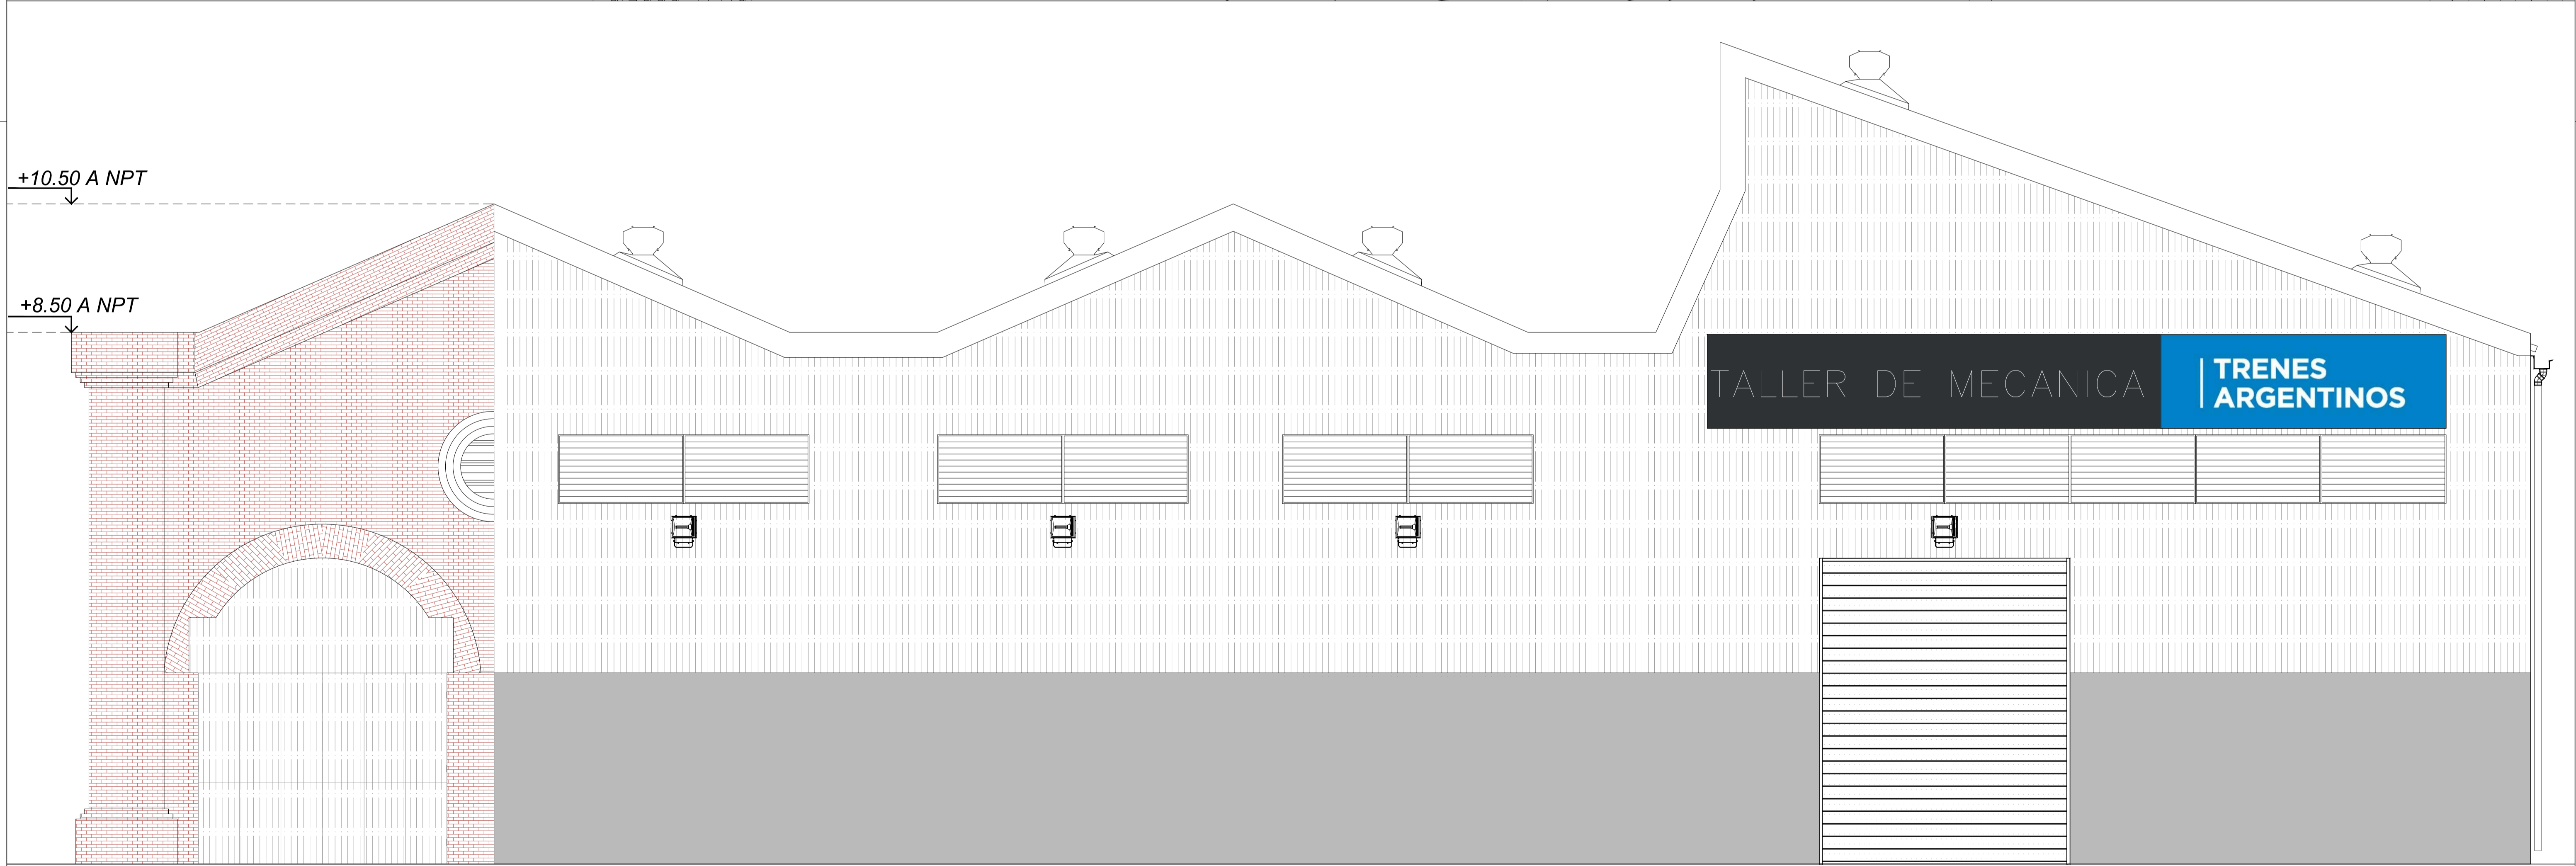 +10.50 A NPT
+8.50 A NPT
TALLER DE MECANICA
TRENES
ARGENTINOS